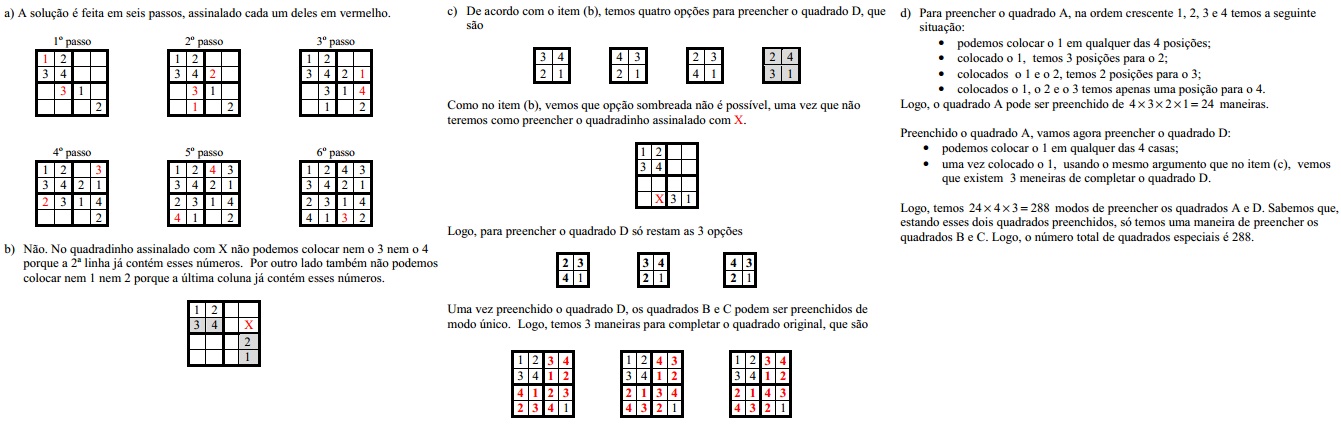 a) A solução é feita em seis passos, assinalado cada um deles em vermelho.
1º passo 2º passo 3º passo
1 2
3 4
3 1
2
1 2
3 4 2
3 1
1 2
1 2
3 4 2 1
3 1 4
1 2
4º passo 5º passo 6º passo
1 2 3
3 4 2 1
2 3 1 4
2
1 2 4 3
3 4 2 1
2 3 1 4
4 1 2
1 2 4 3
3 4 2 1
2 3 1 4
4 1 3 2
b) Não. No quadradinho assinalado com X não podemos colocar nem o 3 nem o 4
porque a 2ª linha já contém esses números. Por outro lado também não podemos
colocar nem 1 nem 2 porque a última coluna já contém esses números.
1 2
3 4 X
2
1
c) De acordo com o item (b), temos quatro opções para preencher o quadrado D, que
são
3 4
2 1
4 3
2 1
2 3
4 1
2 4
3 1
Como no item (b), vemos que opção sombreada não é possível, uma vez que não
teremos como preencher o quadradinho assinalado com X.
1 2
3 4
X 3 1
Logo, para preencher o quadrado D só restam as 3 opções
2 3
4 1
3 4
2 1
4 3
2 1
Uma vez preenchido o quadrado D, os quadrados B e C podem ser preenchidos de
modo único. Logo, temos 3 maneiras para completar o quadrado original, que são
1 2 3 4
3 4 1 2
4 1 2 3
2 3 4 1
1 2 4 3
3 4 1 2
2 1 3 4
4 3 2 1
1 2 3 4
3 4 1 2
2 1 4 3
4 3 2 1
d) Para preencher o quadrado A, na ordem crescente 1, 2, 3 e 4 temos a seguinte
situação:
• podemos colocar o 1 em qualquer das 4 posições;
• colocado o 1, temos 3 posições para o 2;
• colocados o 1 e o 2, temos 2 posições para o 3;
• colocados o 1, o 2 e o 3 temos apenas uma posição para o 4.
Logo, o quadrado A pode ser preenchido de 4×3×2×1=24 maneiras.
Preenchido o quadrado A, vamos agora preencher o quadrado D:
• podemos colocar o 1 em qualquer das 4 casas;
• uma vez colocado o 1, usando o mesmo argumento que no item (c), vemos
que existem 3 meneiras de completar o quadrado D.
Logo, temos 24×4×3=288 modos de preencher os quadrados A e D. Sabemos que,
estando esses dois quadrados preenchidos, só temos uma maneira de preencher os
quadrados B e C. Logo, o número total de quadrados especiais é 288.